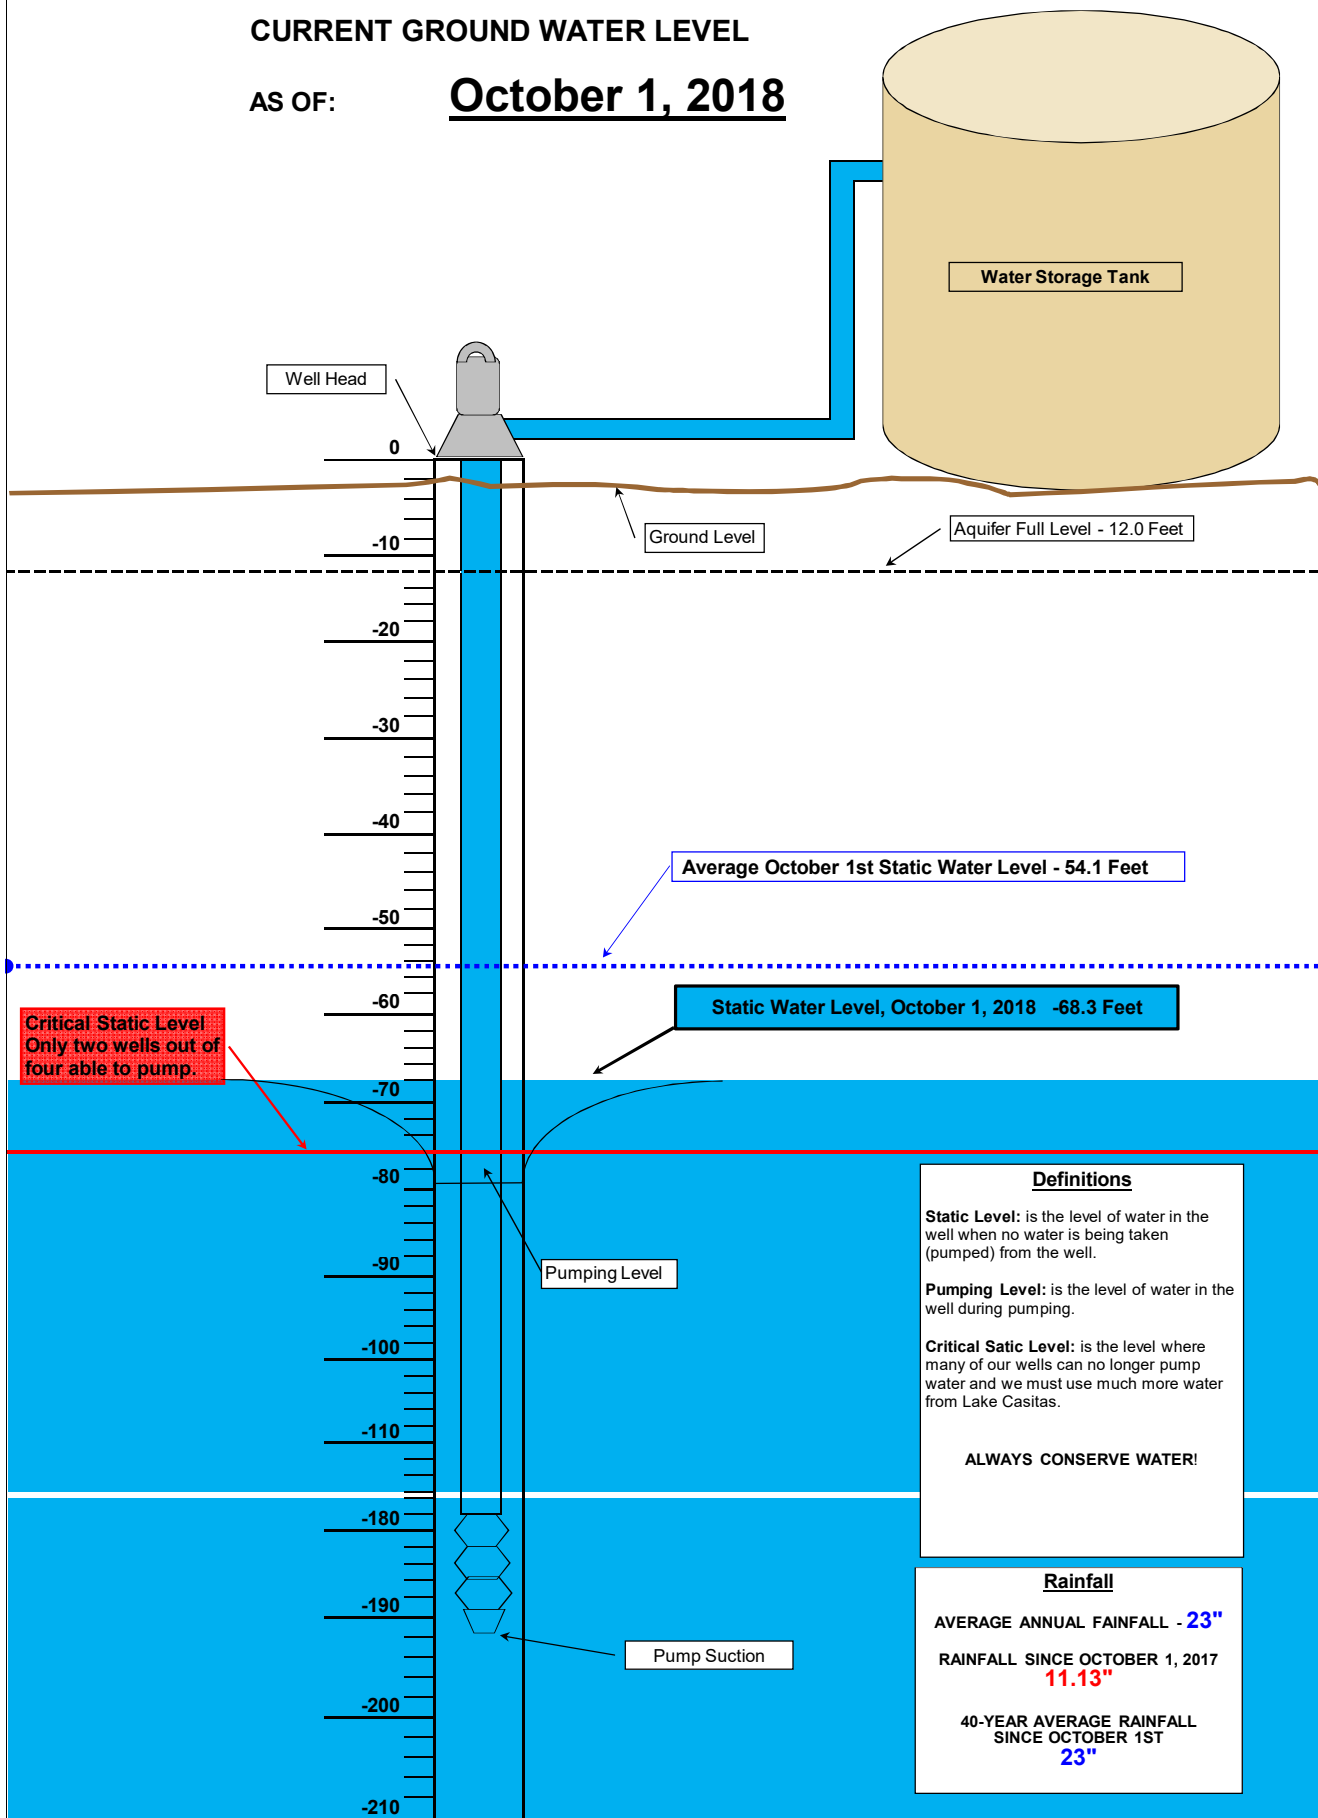 CURRENT GROUND WATER LEVEL
AS OF: October 1, 2018
Water Storage Tank
Well Head
0
Ground Level
Aquifer Full Level - 12.0 Feet
-10
-20
-30
-40
Average October 1st Static Water Level - 54.1 Feet
-50
-60
Static Water Level, October 1, 2018 -68.3 Feet
Critical Static Level
Only two wells out of
four able to pump.
-70
-80
-90
Pumping Level
-100
-110
-180
-190
Pump Suction
-200
-210
Definitions
Static Level: is the level of water in the
well when no water is being taken
(pumped) from the well.
Pumping Level: is the level of water in the
well during pumping.
Critical Satic Level: is the level where
many of our wells can no longer pump
water and we must use much more water
from Lake Casitas.
ALWAYS CONSERVE WATER!
Rainfall
AVERAGE ANNUAL FAINFALL - 23"
RAINFALL SINCE OCTOBER 1, 2017
11.13"
40-YEAR AVERAGE RAINFALL
SINCE OCTOBER 1ST
23"